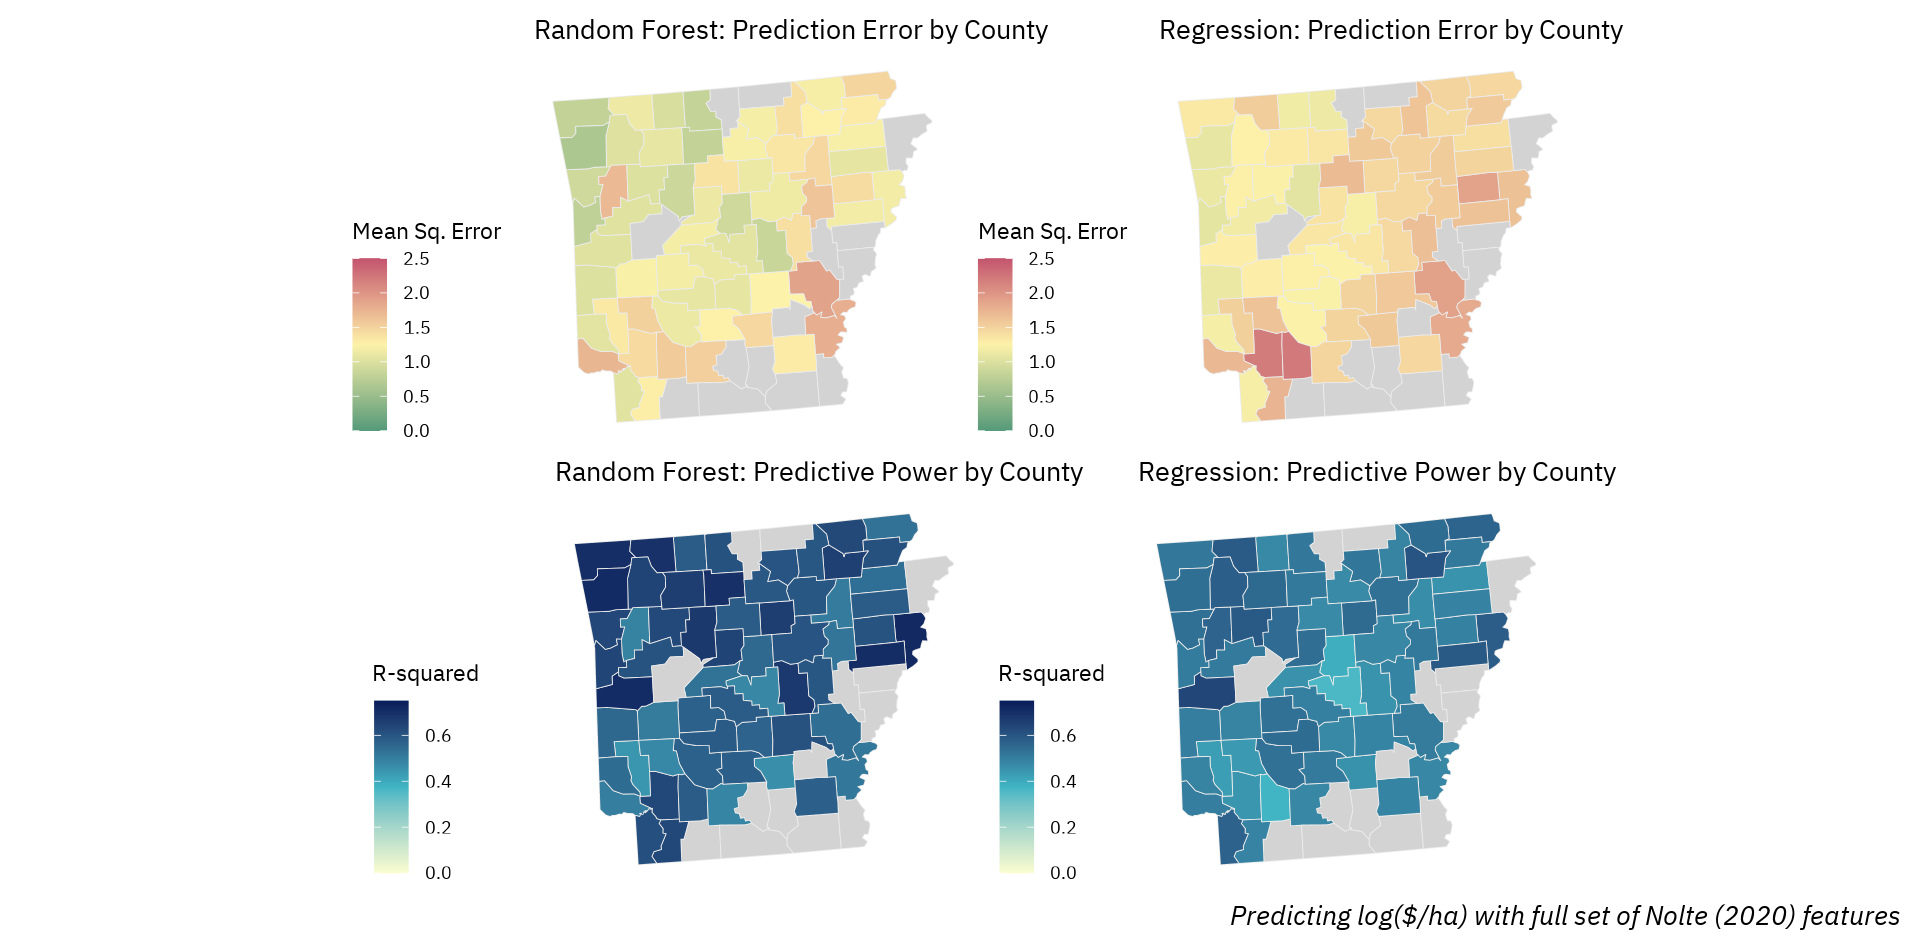 Random Forest: Prediction Error by County
Regression: Prediction Error by County
Mean Sq. Error
2.5
2.0
1.5
1.0
0.5
0.0
Mean Sq. Error
2.5
2.0
1.5
1.0
0.5
0.0
Random Forest: Predictive Power by County
Regression: Predictive Power by County
R-squared
0.6
0.4
0.2
0.0
R-squared
0.6
0.4
0.2
0.0
Predicting log($/ha) with full set of Nolte (2020) features